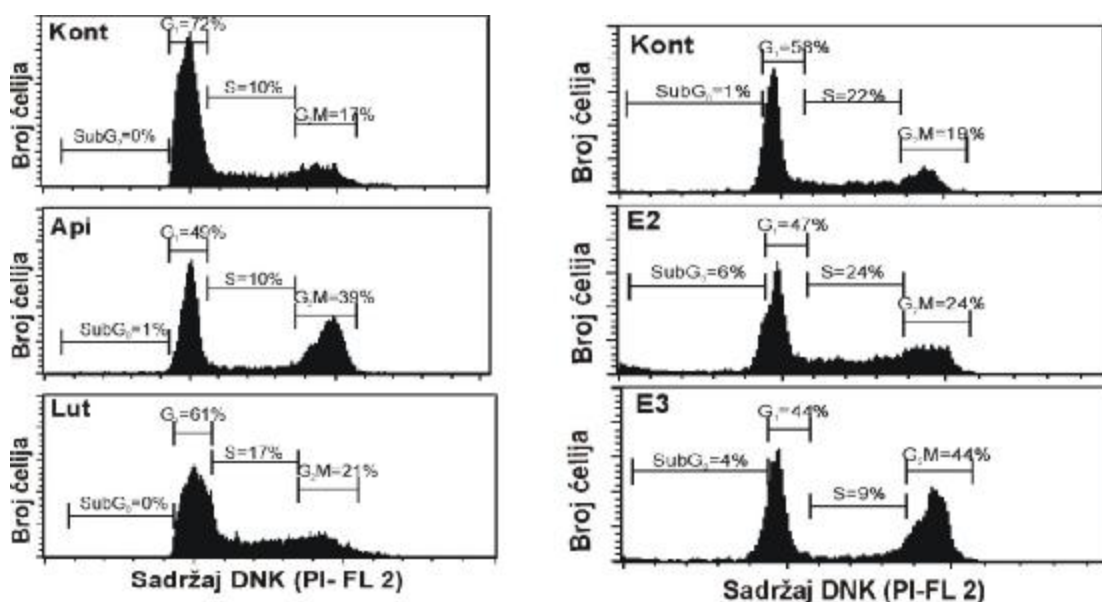 Kont
G₁=72%
S=10%
G₂M=17%
SubG₀=0%
Broj ćelija
Api
G₁=49%
S=10%
G₂M=39%
SubG₀=1%
Broj ćelija
Lut
G₁=61%
S=17%
G₂M=21%
SubG₀=0%
Broj ćelija
Sadržaj DNK (PI- FL 2)
Kont
G₁=58%
SubG₀=1%
S=22%
G₂M=19%
Broj ćelija
E2
G₁=47%
SubG₀=6%
S=24%
G₂M=24%
Broj ćelija
E3
G₁=44%
SubG₀=4%
G₂M=44%
S=9%
Broj ćelija
Sadržaj DNK (PI-FL 2)